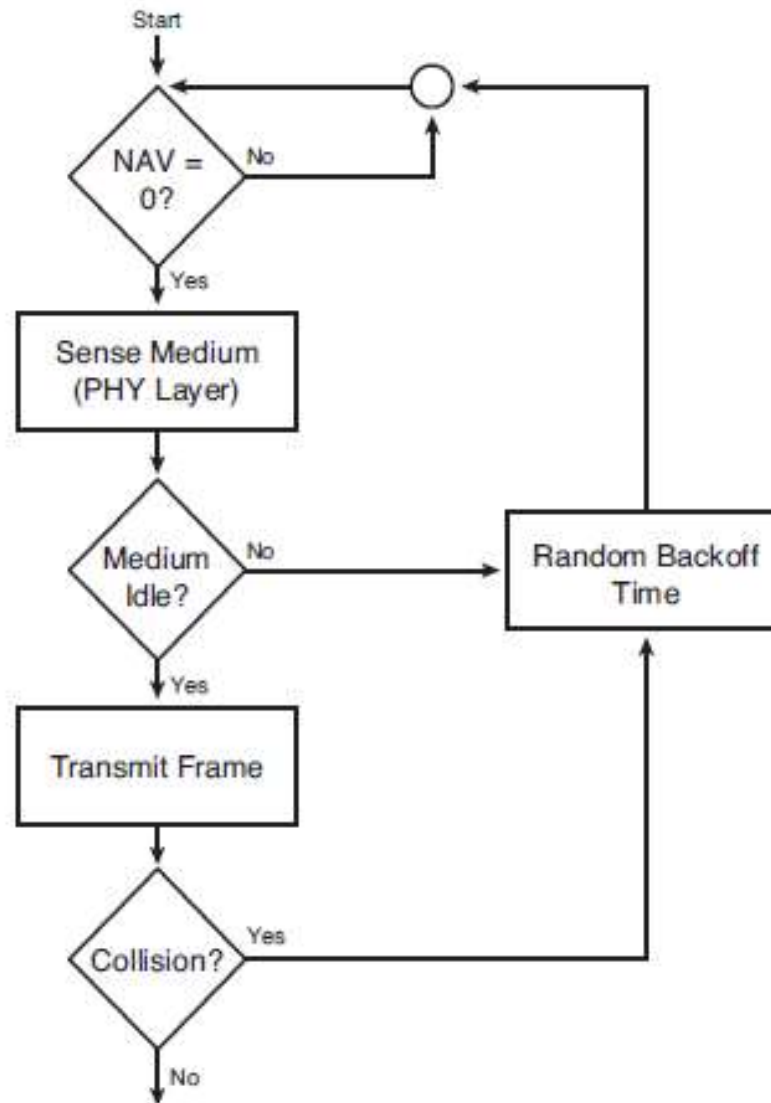 Start
NAV =
0?
No
Yes
Sense Medium
(PHY Layer)
Medium
Idle?
No
Random Backoff
Time
Yes
Transmit Frame
Collision?
Yes
No